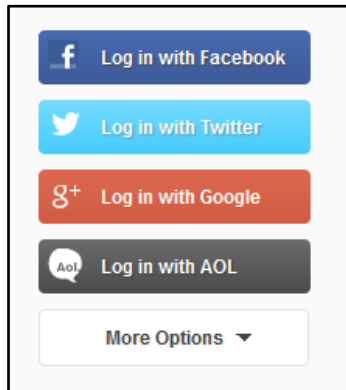 f Log in with Facebook
Log in with Twitter
g+ Log in with Google
Aol. Log in with AOL
More Options